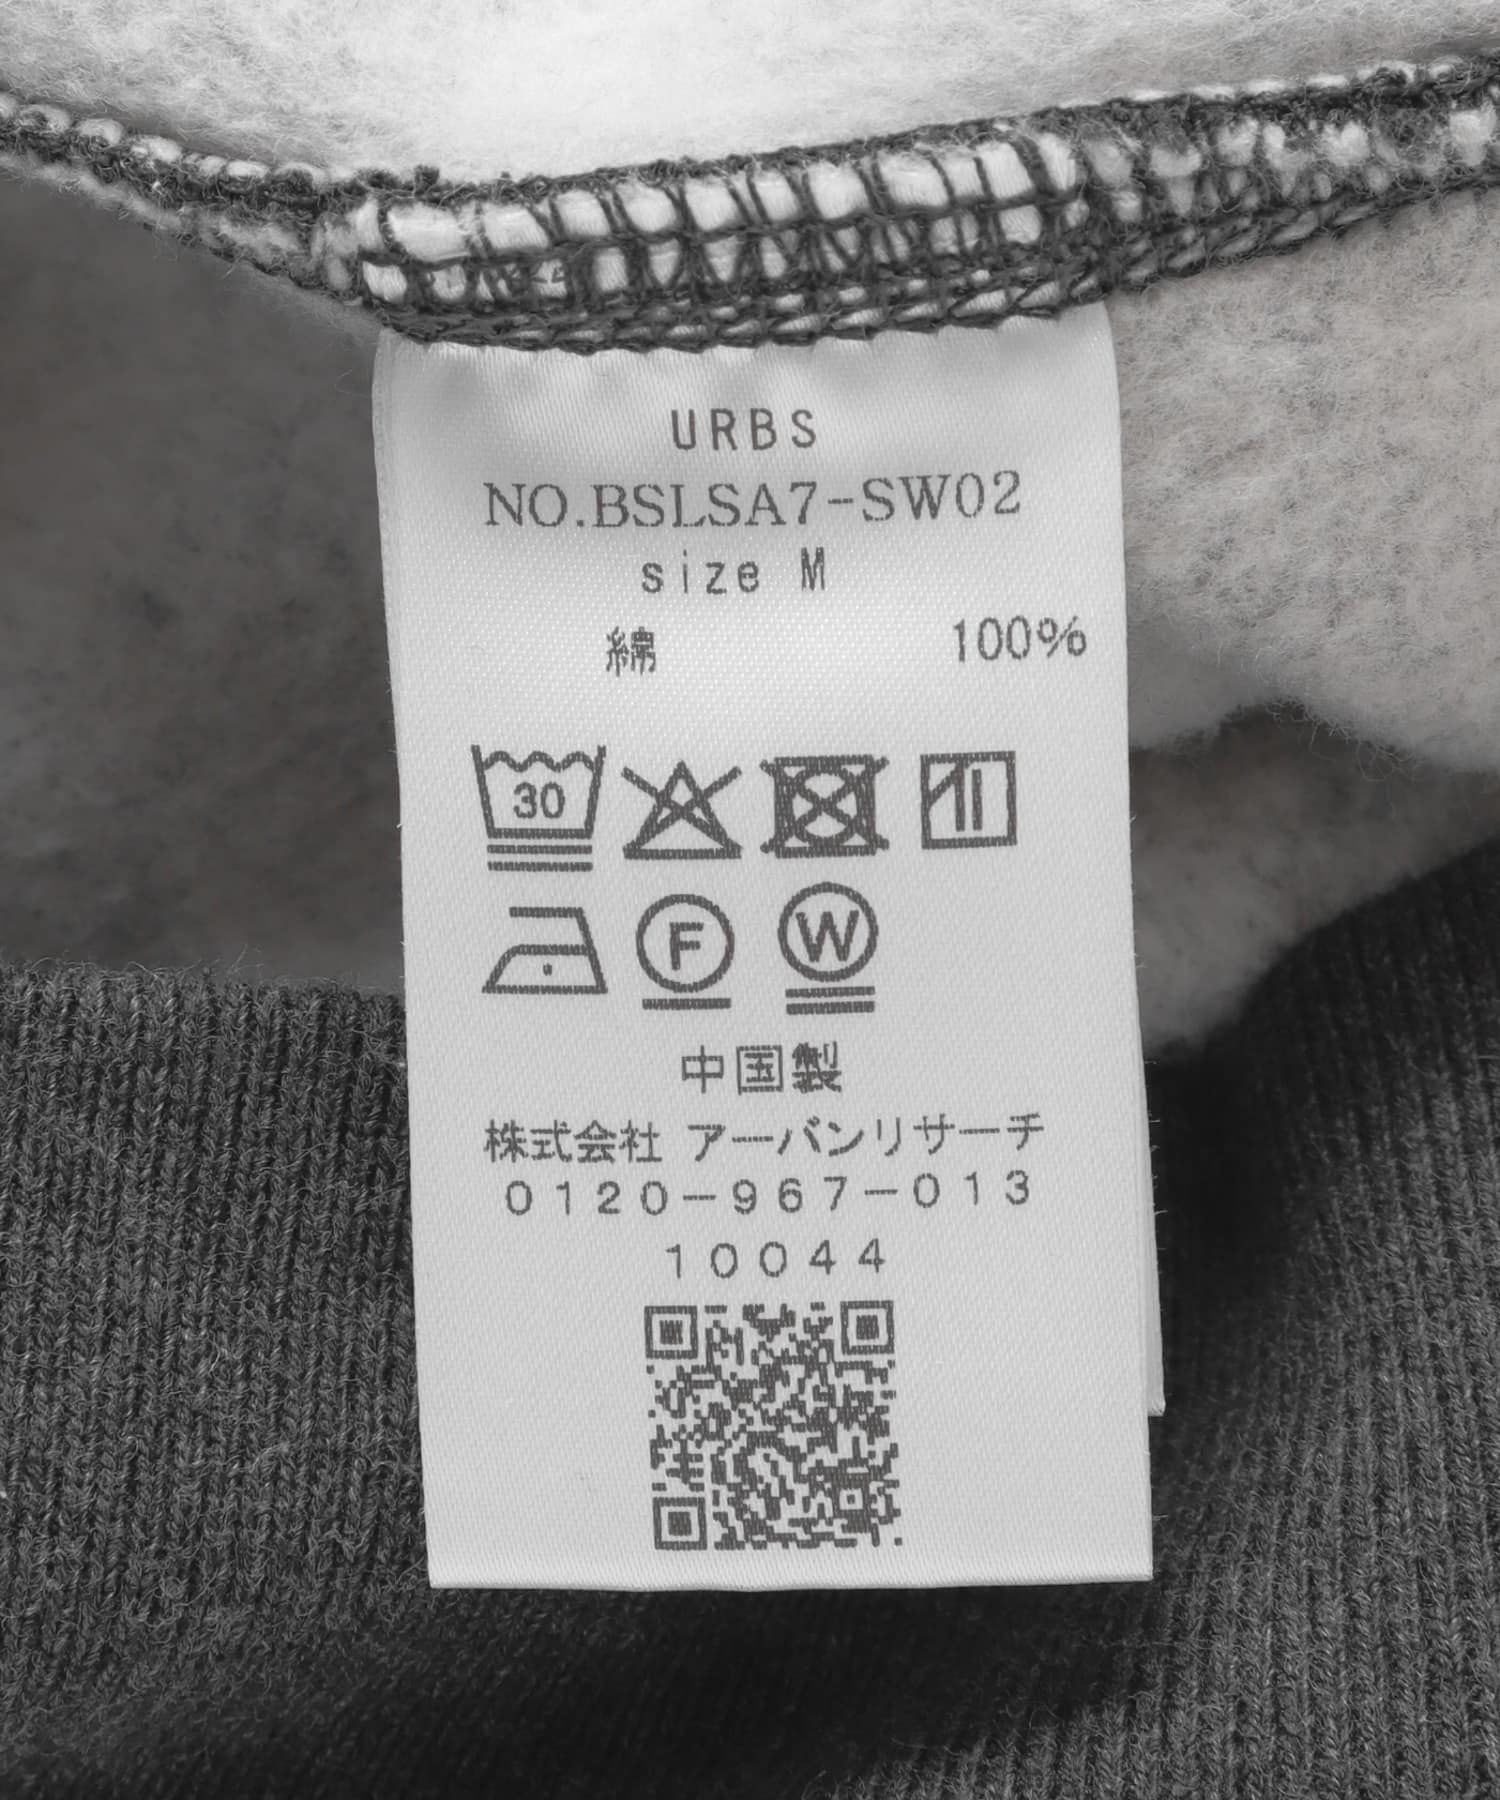 URBS
NO.BSLSA7-SW02
size M
綿 100%
30
F W
中国製
株式会社 アーバンリサーチ
0120-967-013
10044